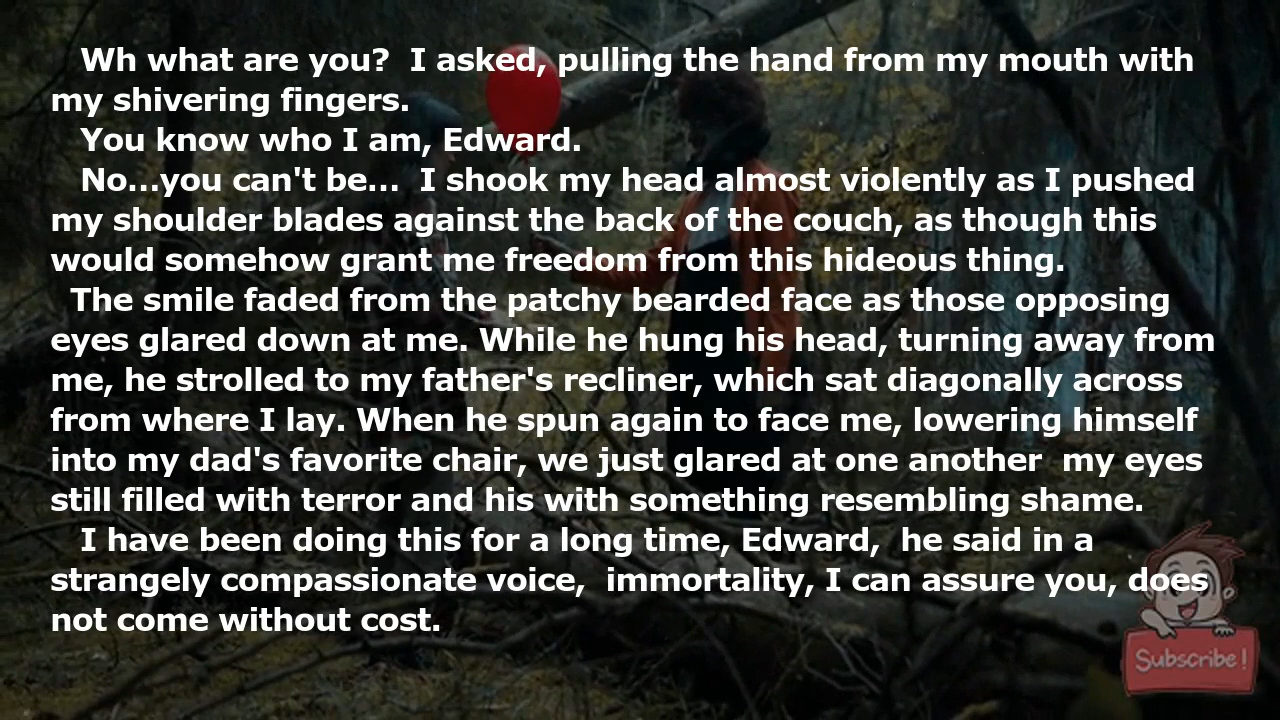 Wh what are you?  I asked, pulling the hand from my mouth with
my shivering fingers.
You know who I am, Edward.
No...you can't be...  I shook my head almost violently as I pushed
my shoulder blades against the back of the couch, as though this
would somehow grant me freedom from this hideous thing.
The smile faded from the patchy bearded face as those opposing
eyes glared down at me. While he hung his head, turning away from
me, he strolled to my father's recliner, which sat diagonally across
from where I lay. When he spun again to face me, lowering himself
into my dad's favorite chair, we just glared at one another  my eyes
still filled with terror and his with something resembling shame.
I have been doing this for a long time, Edward,  he said in a
strangely compassionate voice,  immortality, I can assure you, does
not come without cost.
Subscribe!